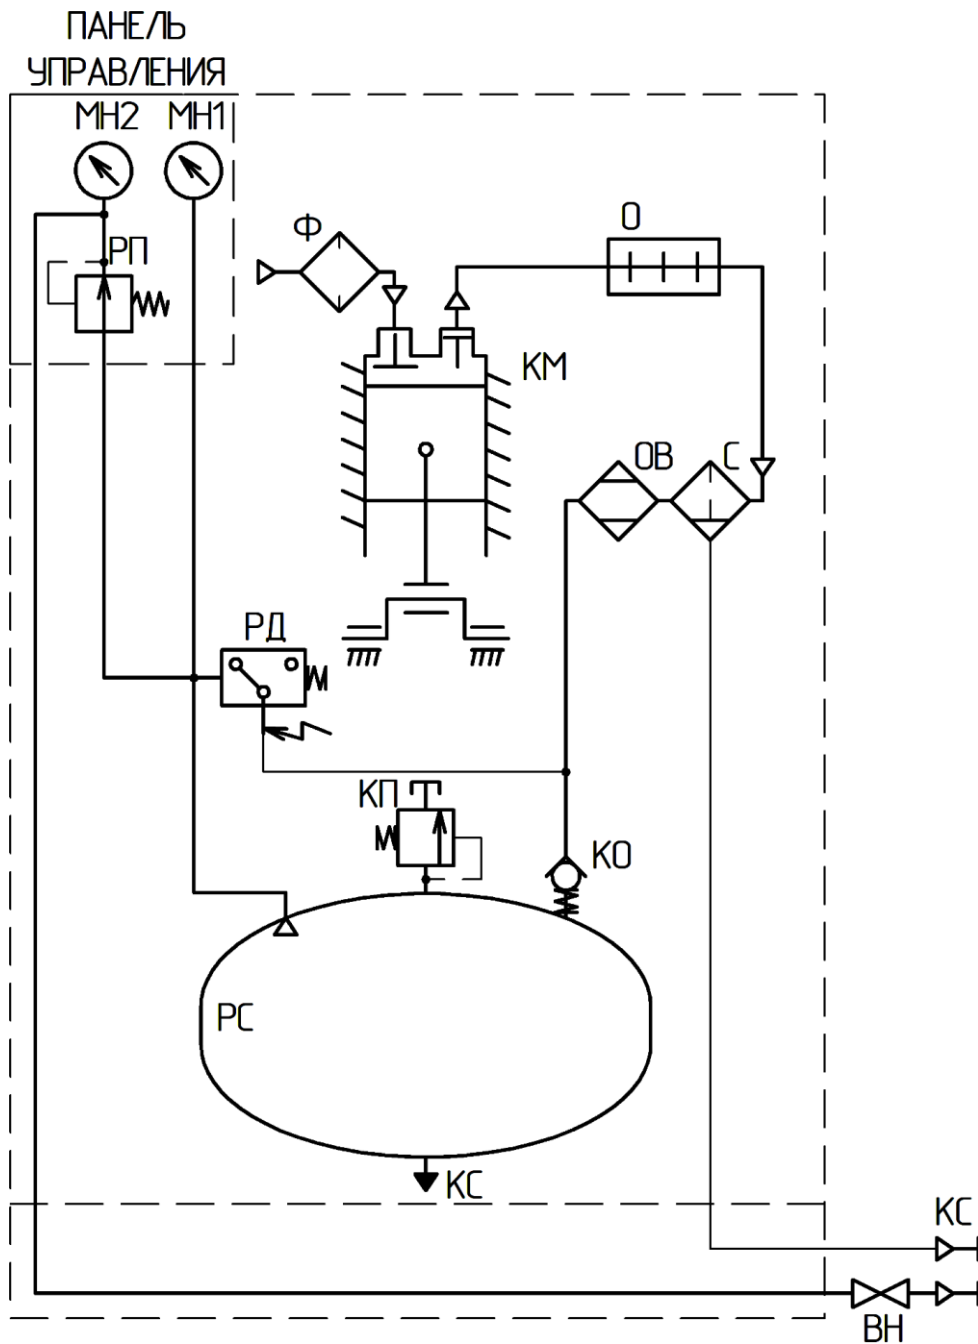 ПАНЕЛЬ
УПРАВЛЕНИЯ
МН2 МН1
Ф
О
РП
КМ
ОВ С
РД
КП
КО
РС
КС
КС
ВН